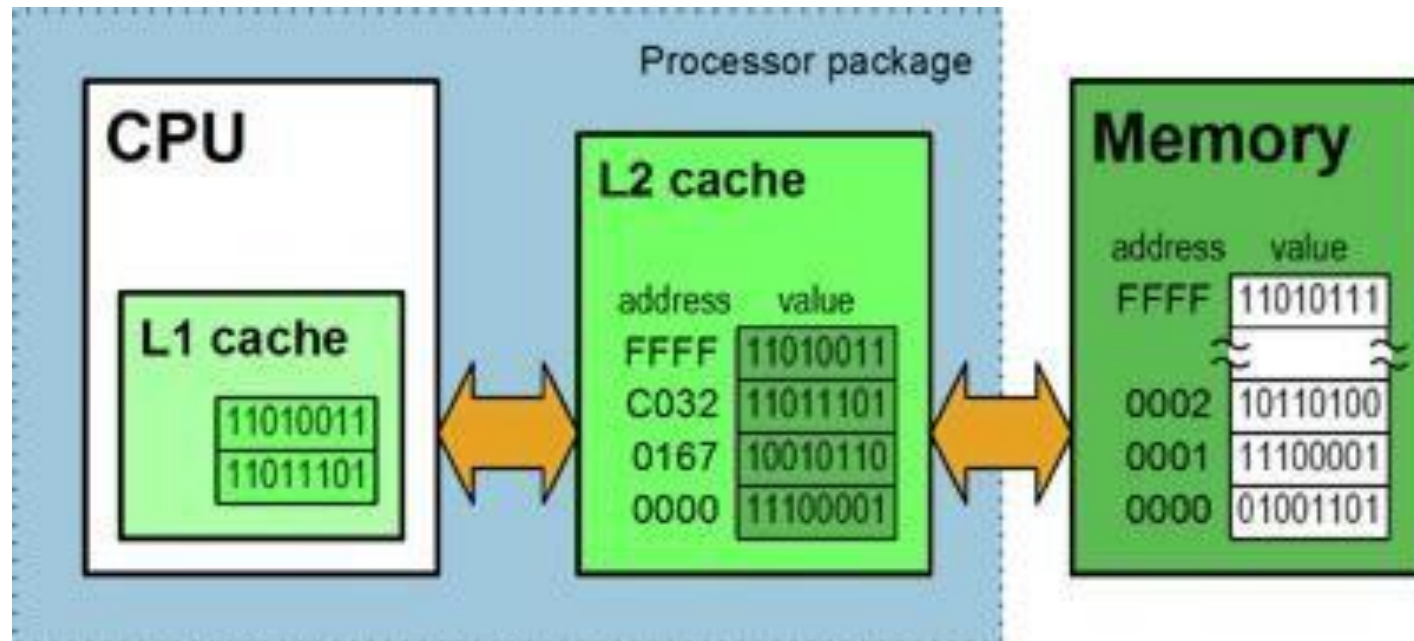 Processor package
CPU
L1 cache
11010011
11011101
L2 cache
address value
FFFF 11010011
C032 11011101
0167 10010110
0000 11100001
Memory
address value
FFFF 11010111
0002 10110100
0001 11100001
0000 01001101